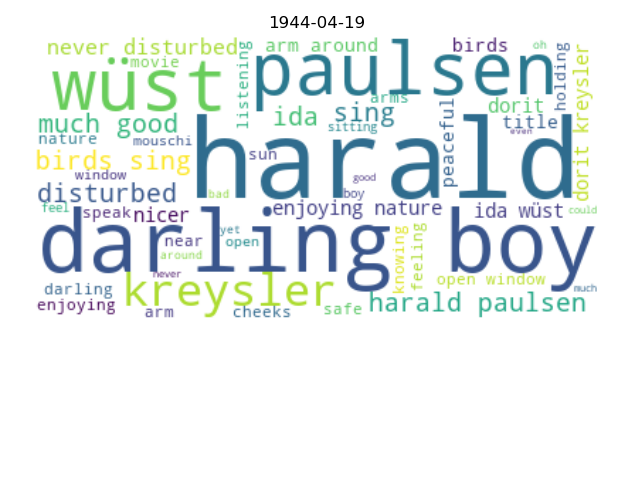 1944-04-19
never disturbed
arm around
birds
oh
movie
wüst
paulsen
listening
holding
dorit kreysler
arms
ida
sing
dorit
title
much good
sitting
even
nature
mouschi
peaceful
birds sing
sun
harald
window
good
disturbed
bad
boy
feel
speak
nicer
enjoying nature
ida wüst
could
darling boy
near
yet
open
around
never
knowing
feeling
open window
darling
kreysler
much
enjoying
arm
cheeks
safe
harald paulsen